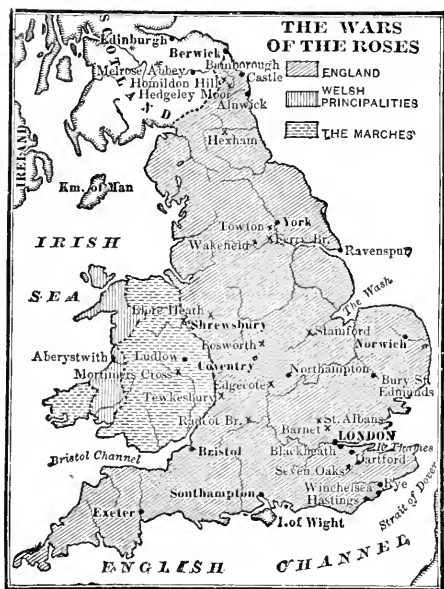 THE WARS
OF THE ROSES
ENGLAND
WELSH
PRINCIPALITIES
THE MARCHES
Edinburgh
Berwick
SCOTLAND
Bamborough
Castle
Melrose Abbey
Homildon Hill
Hedgeley Moor
Alnwick
Hexham
IRELAND
Km. of Man
IRISH
SEA
York
Towton
Ferry Br.
Wakefield
Ravenspur
The Wash
Blore Heath
Shrewsbury
Stamford
Norwich
Bosworth
Aberystwith
Ludlow
Coventry
Northampton
Mortimers Cross
Bury St.
Edmunds
Edgecote
Tewkesbury
Radcot Br.
St. Albans
Barnet
LONDON
R. Thames
Blackheath
Dartford
Bristol Channel
Bristol
Seven Oaks
Winchelsea
Rye
Hastings
Southampton
Exeter
I. of Wight
Strait of Dover
ENGLISH CHANNEL